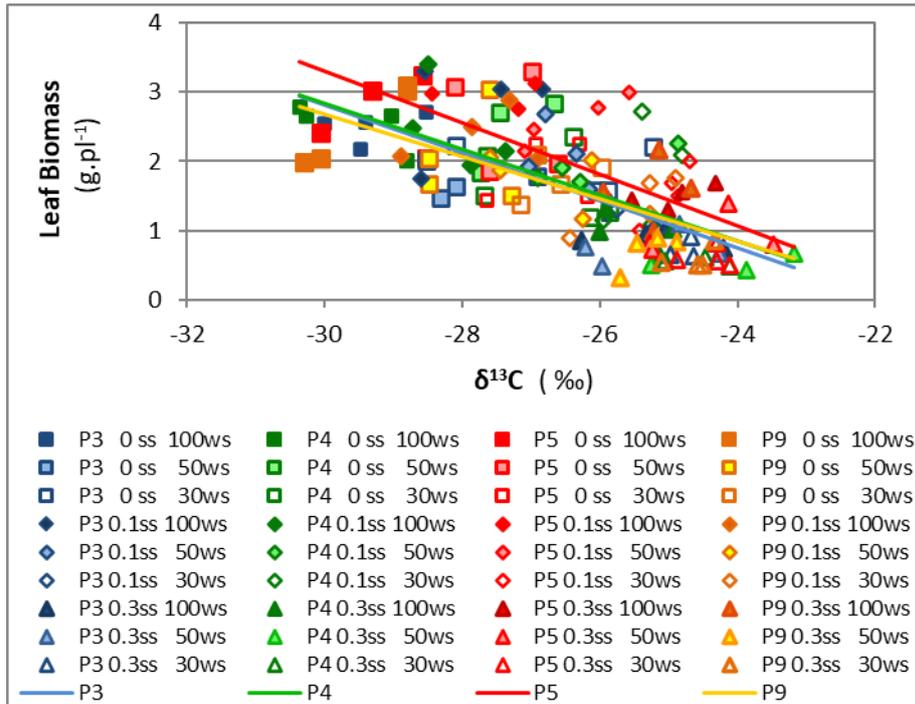 4
3
2
1
0
Leaf Biomass
(g.pl⁻¹)
-32 -30 -28 -26 -24 -22
δ¹³C ( ‰)
P3 0 ss 100ws P4 0 ss 100ws P5 0 ss 100ws P9 0 ss 100ws
P3 0 ss 50ws P4 0 ss 50ws P5 0 ss 50ws P9 0 ss 50ws
P3 0 ss 30ws P4 0 ss 30ws P5 0 ss 30ws P9 0 ss 30ws
P3 0.1ss 100ws P4 0.1ss 100ws P5 0.1ss 100ws P9 0.1ss 100ws
P3 0.1ss 50ws P4 0.1ss 50ws P5 0.1ss 50ws P9 0.1ss 50ws
P3 0.1ss 30ws P4 0.1ss 30ws P5 0.1ss 30ws P9 0.1ss 30ws
P3 0.3ss 100ws P4 0.3ss 100ws P5 0.3ss 100ws P9 0.3ss 100ws
P3 0.3ss 50ws P4 0.3ss 50ws P5 0.3ss 50ws P9 0.3ss 50ws
P3 0.3ss 30ws P4 0.3ss 30ws P5 0.3ss 30ws P9 0.3ss 30ws
P3 P4 P5 P9